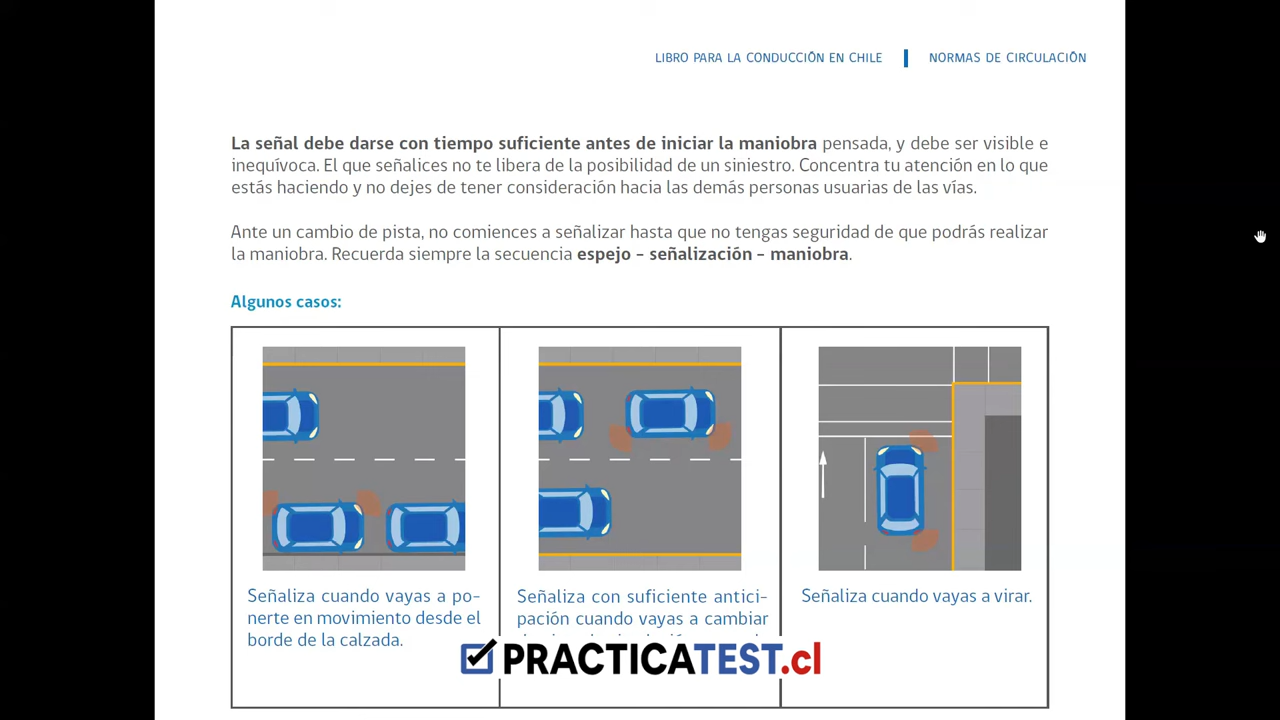 LIBRO PARA LA CONDUCCIÓN EN CHILE | NORMAS DE CIRCULACIÓN
La señal debe darse con tiempo suficiente antes de iniciar la maniobra pensada, y debe ser visible e
inequívoca. El que señalices no te libera de la posibilidad de un siniestro. Concentra tu atención en lo que
estás haciendo y no dejes de tener consideración hacia las demás personas usuarias de las vías.
Ante un cambio de pista, no comiences a señalizar hasta que no tengas seguridad de que podrás realizar
la maniobra. Recuerda siempre la secuencia espejo – señalización – maniobra.
Algunos casos:
Señaliza cuando vayas a po-
nerte en movimiento desde el
borde de la calzada.
Señaliza con suficiente antici-
pación cuando vayas a cambiar
Señaliza cuando vayas a virar.
PRACTICATEST.cl